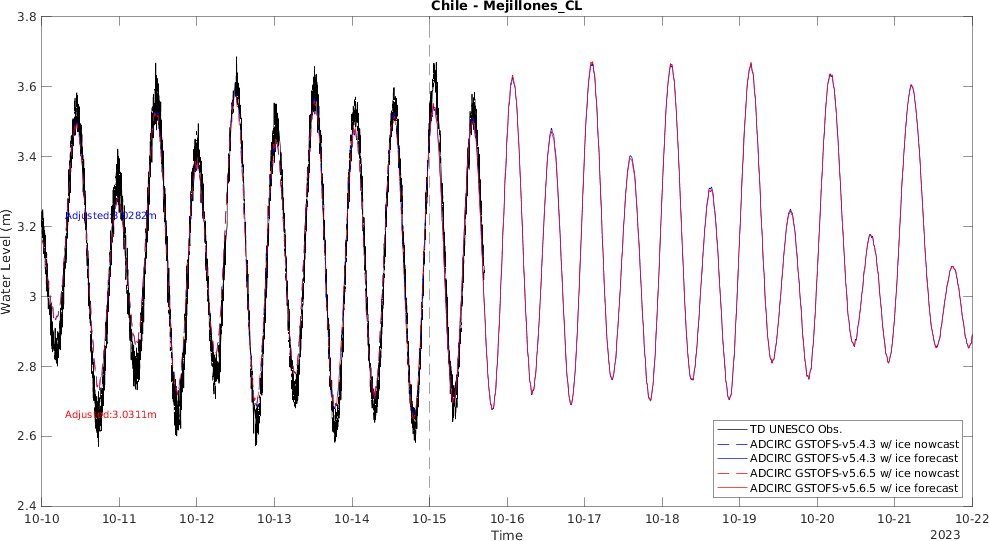 Chile - Mejillones_CL
3.8
3.6
3.4
3.2
3
2.8
2.6
2.4
Water Level (m)
Adjusted:3.0282m
Adjusted:3.0311m
TD UNESCO Obs.
ADCIRC GSTOFS-v5.4.3 w/ ice nowcast
ADCIRC GSTOFS-v5.4.3 w/ ice forecast
ADCIRC GSTOFS-v5.6.5 w/ ice nowcast
ADCIRC GSTOFS-v5.6.5 w/ ice forecast
10-10 10-11 10-12 10-13 10-14 10-15 10-16 10-17 10-18 10-19 10-20 10-21 10-22
Time
2023